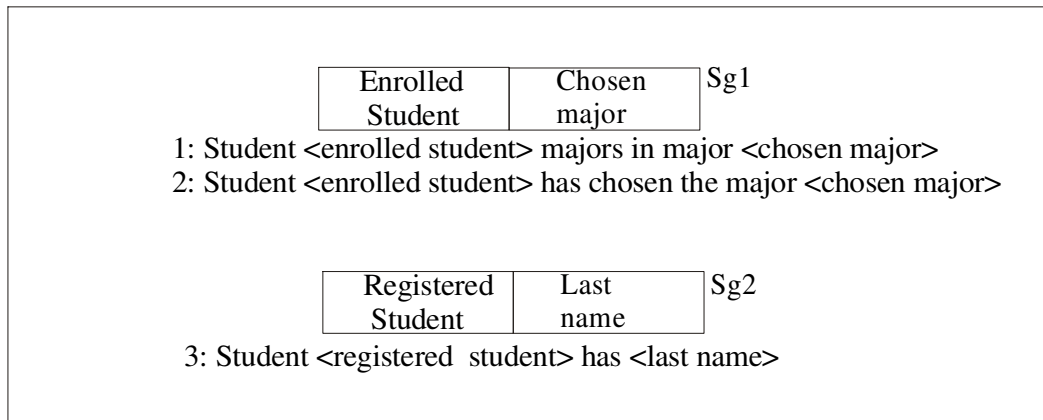 Enrolled Student
Chosen major
Sg1
1: Student <enrolled student> majors in major <chosen major>
2: Student <enrolled student> has chosen the major <chosen major>
Registered Student
Last name
Sg2
3: Student <registered student> has <last name>